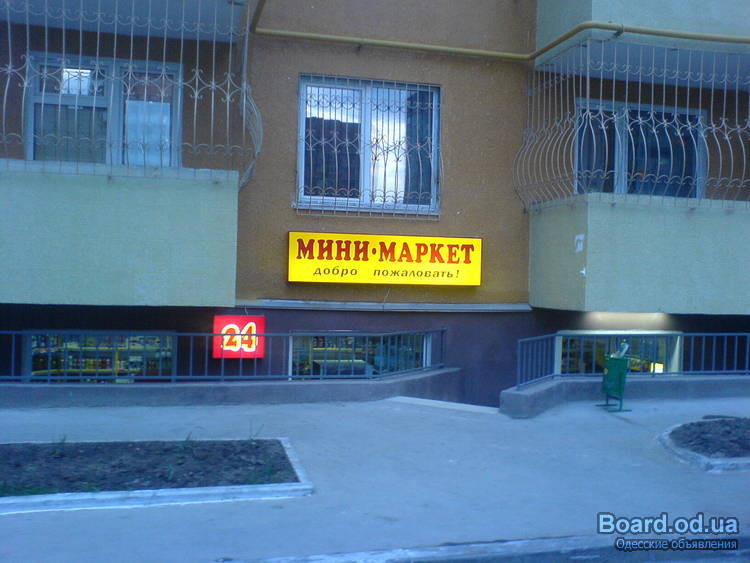 МИНИ•МАРКЕТ
добро пожаловать!
24
Board.od.ua
Одесские объявления